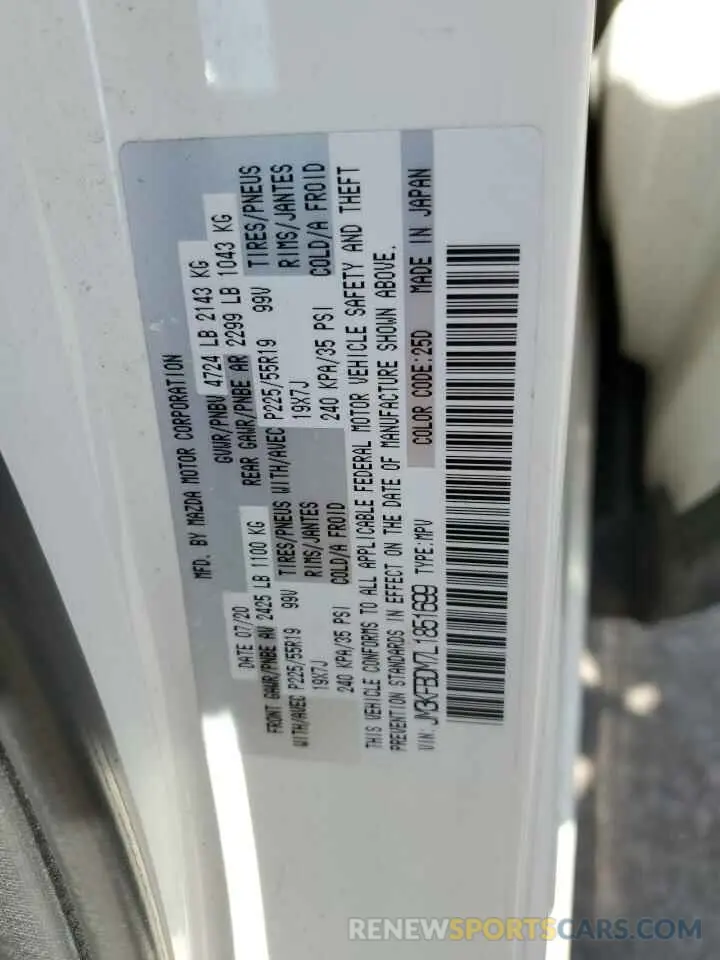 MFD. BY MAZDA MOTOR CORPORATION
DATE 07/20 GVWR/PNBV 4724 LB 2143 KG
FRONT GAWR/PNBE AV 2425 LB 1100 KG REAR GAWR/PNBE AR 2299 LB 1043 KG
WITH/AVEC P225/55R19 99V TIRES/PNEUS WITH/AVEC P225/55R19 99V TIRES/PNEUS
19X7J RIMS/JANTES 19X7J RIMS/JANTES
240 KPA/35 PSI COLD/A FROID 240 KPA/35 PSI COLD/A FROID
THIS VEHICLE CONFORMS TO ALL APPLICABLE FEDERAL MOTOR VEHICLE SAFETY AND THEFT
PREVENTION STANDARDS IN EFFECT ON THE DATE OF MANUFACTURE SHOWN ABOVE.
VIN: JM3KFBDM7L1851699 TYPE:MPV COLOR CODE:25D MADE IN JAPAN
RENEWSPORTSCARS.COM